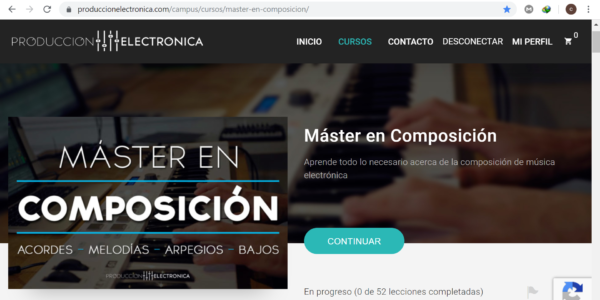 produccionelectronica.com/campus/cursos/master-en-composicion/
PRODUCCION ELECTRONICA
INICIO CURSOS CONTACTO DESCONECTAR MI PERFIL 0
MÁSTER EN
COMPOSICIÓN
ACORDES – MELODÍAS – ARPEGIOS – BAJOS
PRODUCCION ELECTRONICA
Máster en Composición
Aprende todo lo necesario acerca de la composición de música
electrónica
CONTINUAR
En progreso (0 de 52 lecciones completadas)